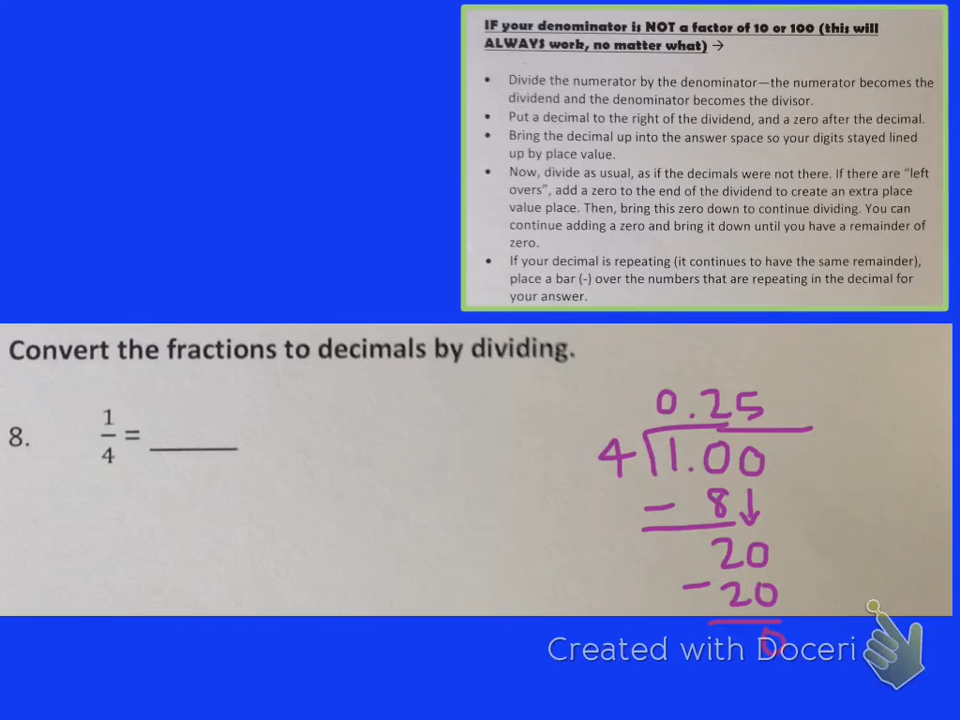 IF your denominator is NOT a factor of 10 or 100 (this will
ALWAYS work, no matter what) →
• Divide the numerator by the denominator—the numerator becomes the
dividend and the denominator becomes the divisor.
• Put a decimal to the right of the dividend, and a zero after the decimal.
• Bring the decimal up into the answer space so your digits stayed lined
up by place value.
• Now, divide as usual, as if the decimals were not there. If there are “left
overs”, add a zero to the end of the dividend to create an extra place
value place. Then, bring this zero down to continue dividing. You can
continue adding a zero and bring it down until you have a remainder of
zero.
• If your decimal is repeating (it continues to have the same remainder),
place a bar (-) over the numbers that are repeating in the decimal for
your answer.
Convert the fractions to decimals by dividing.
8. 1/4 = ______
0.25
4 1.00
- 8↓
20
- 20
0
Created with Doceri